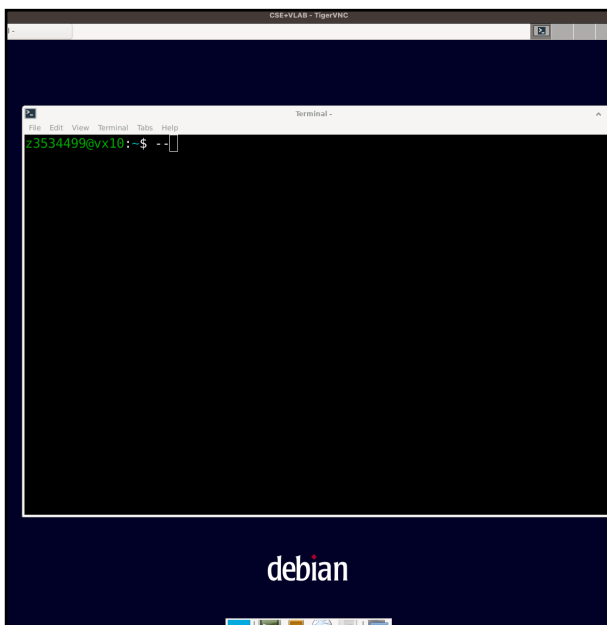 CSE+VLAB - TigerVNC
Terminal -
File Edit View Terminal Tabs Help
z3534499@vx10:~$ --
debian